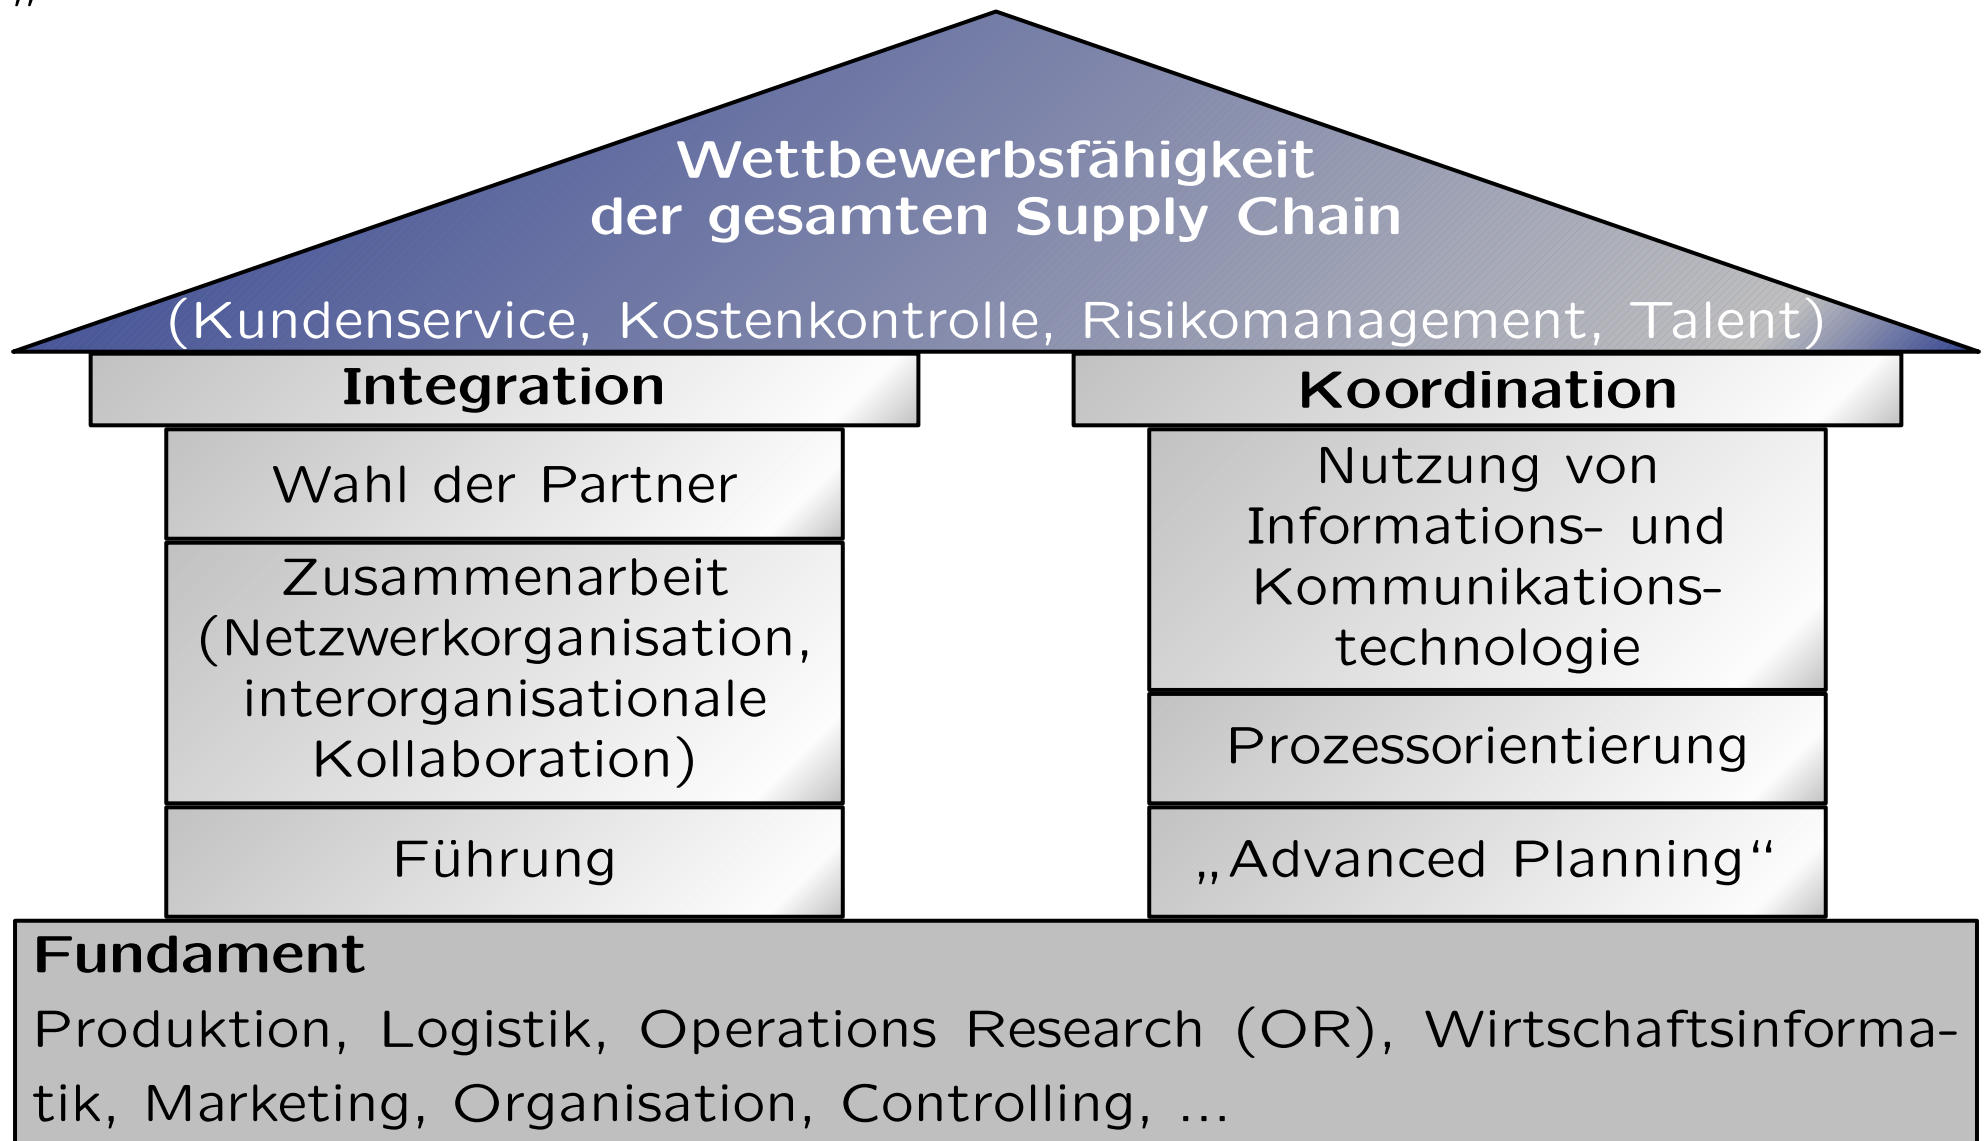 „
Wettbewerbsfähigkeit
der gesamten Supply Chain
(Kundenservice, Kostenkontrolle, Risikomanagement, Talent)
Integration
Wahl der Partner
Zusammenarbeit
(Netzwerkorganisation,
interorganisationale
Kollaboration)
Führung
Koordination
Nutzung von
Informations- und
Kommunikations-
technologie
Prozessorientierung
„Advanced Planning“
Fundament
Produktion, Logistik, Operations Research (OR), Wirtschaftsinforma-
tik, Marketing, Organisation, Controlling, ...